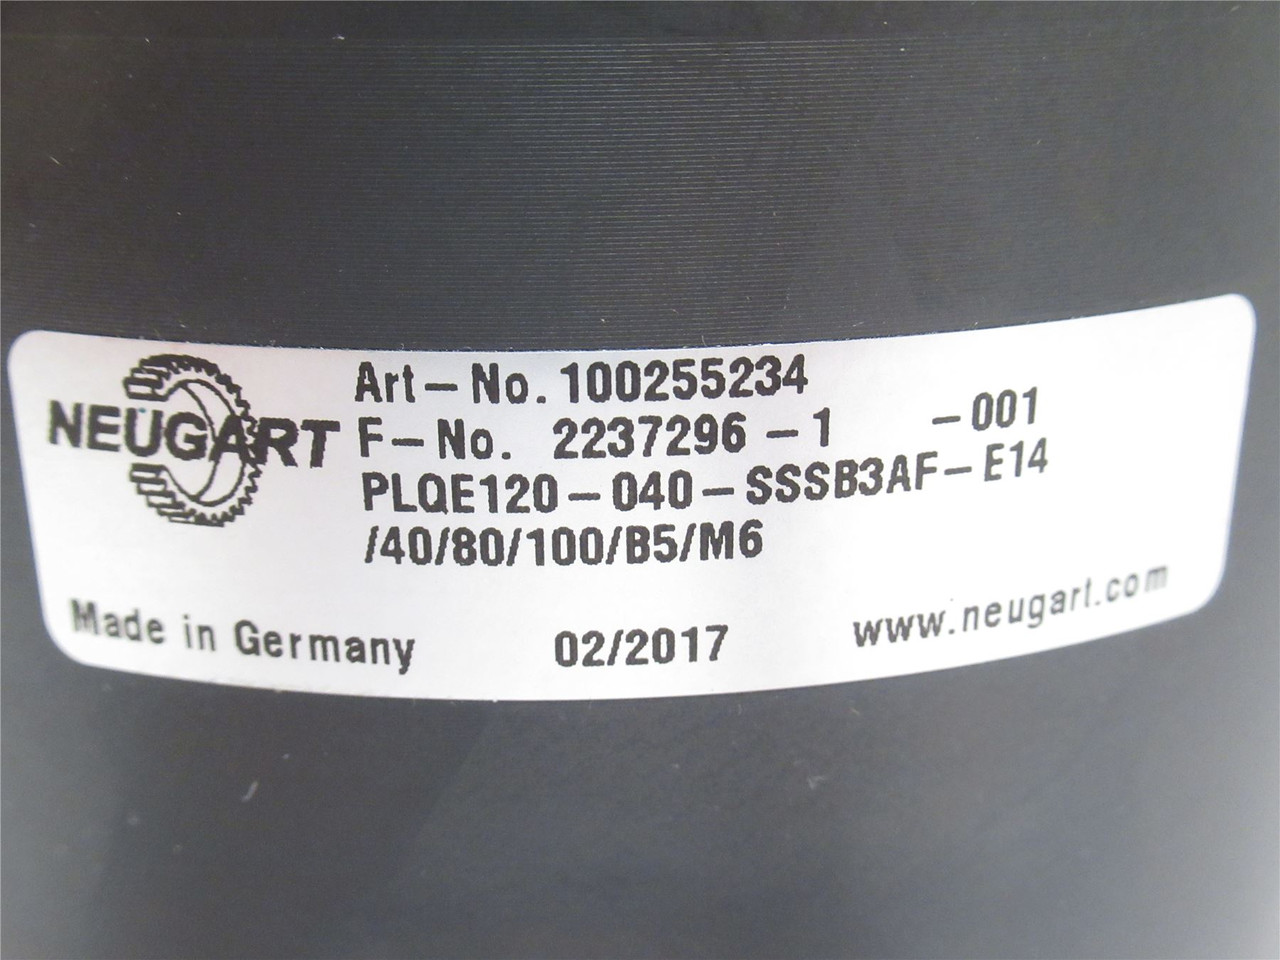 NEUGART
Art-No. 100255234
F-No. 2237296-1 -001
PLQE120-040-SSSB3AF-E14
/40/80/100/B5/M6
Made in Germany 02/2017 www.neugart.com